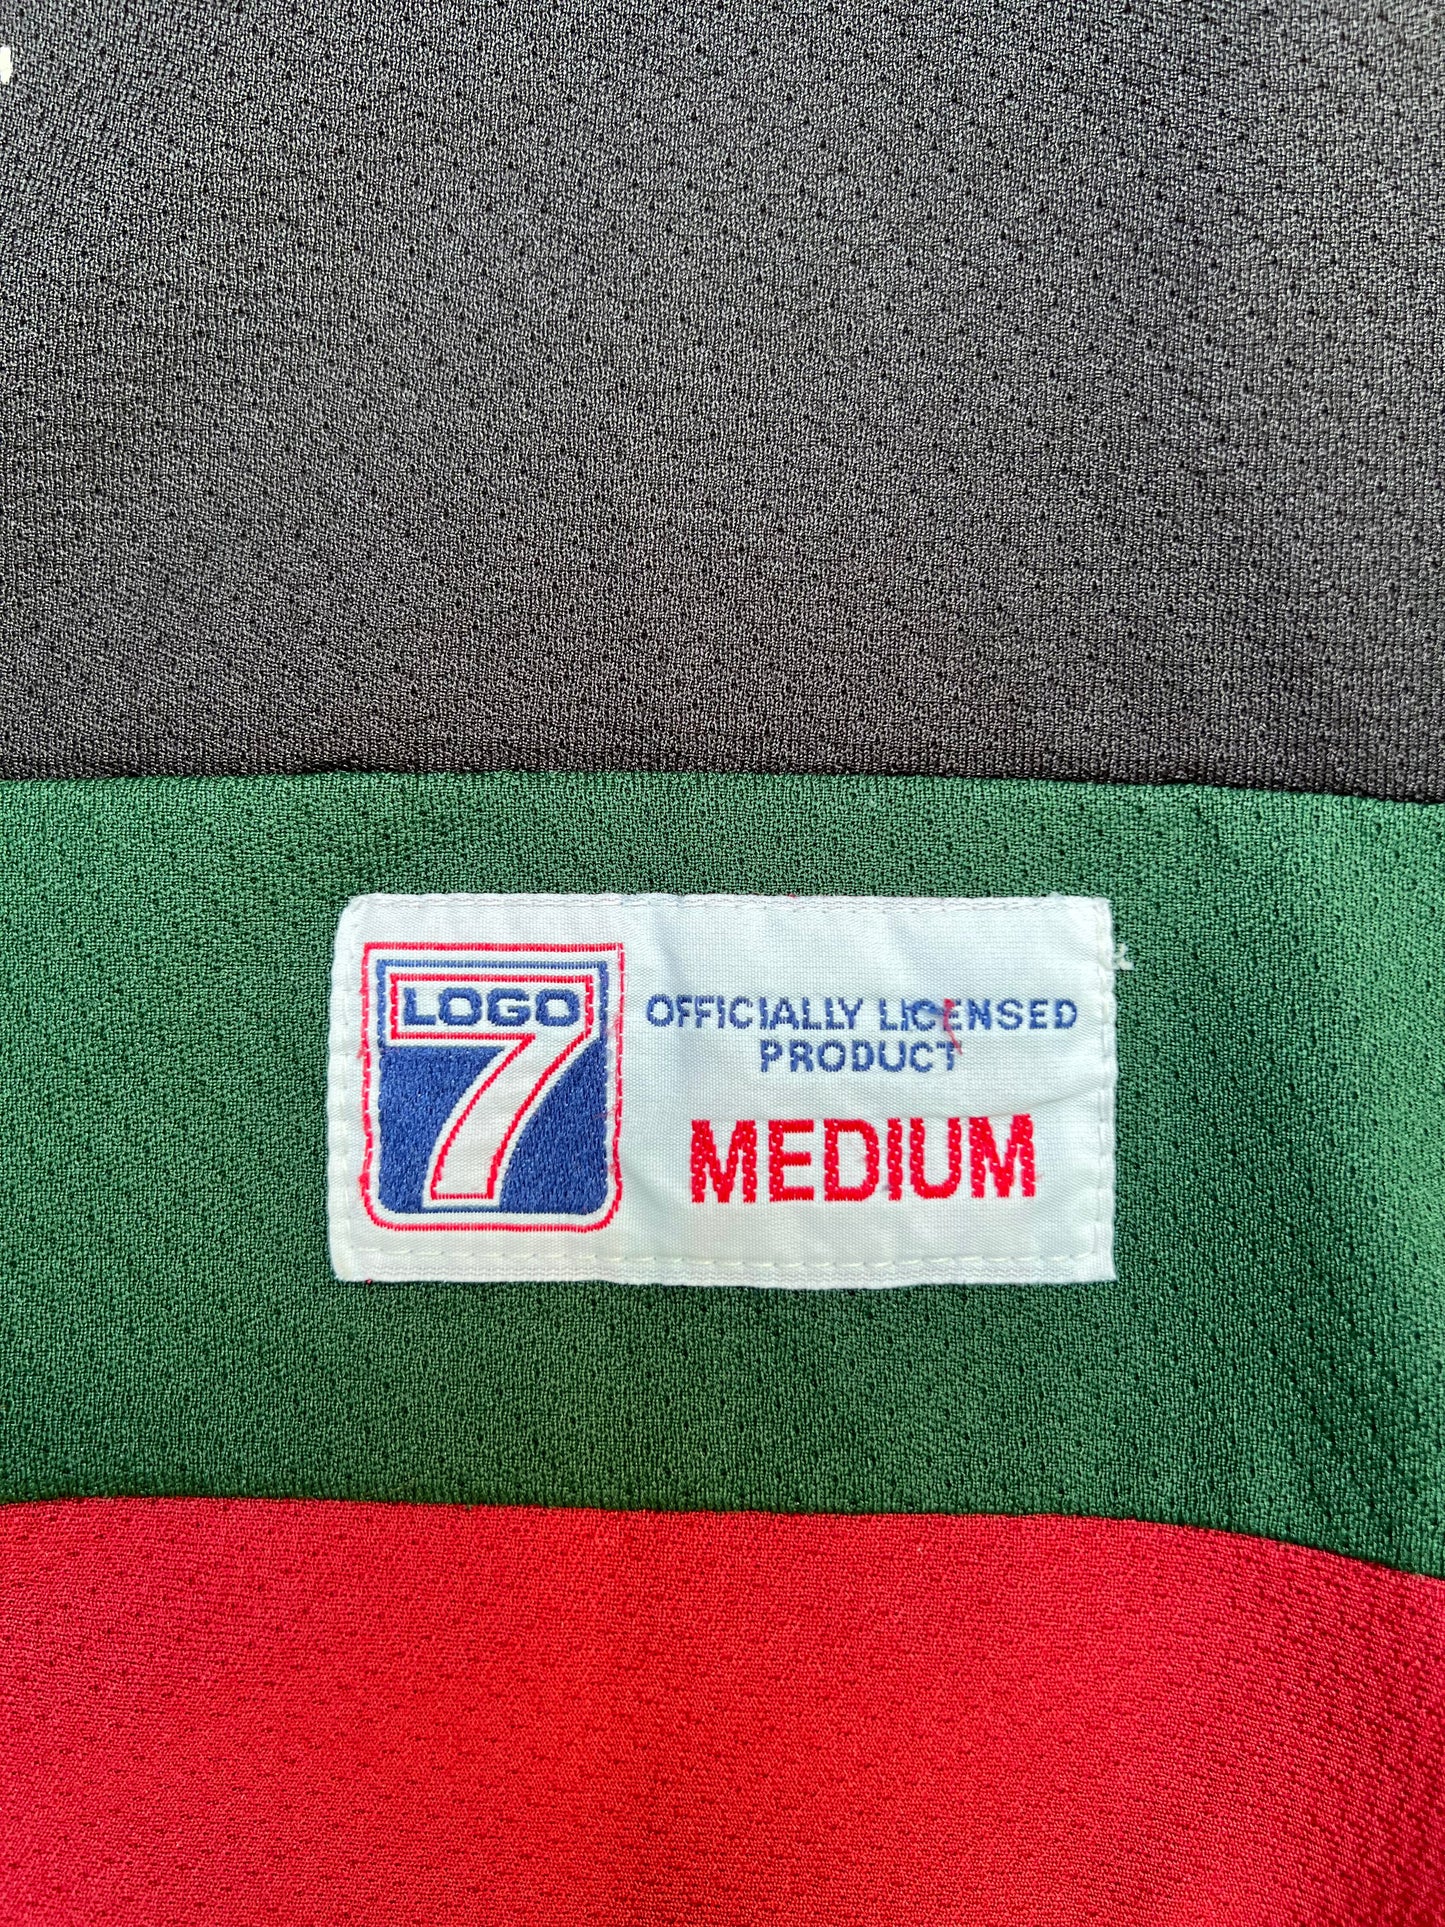 LOGO
7
OFFICIALLY LICENSED
PRODUCT
MEDIUM